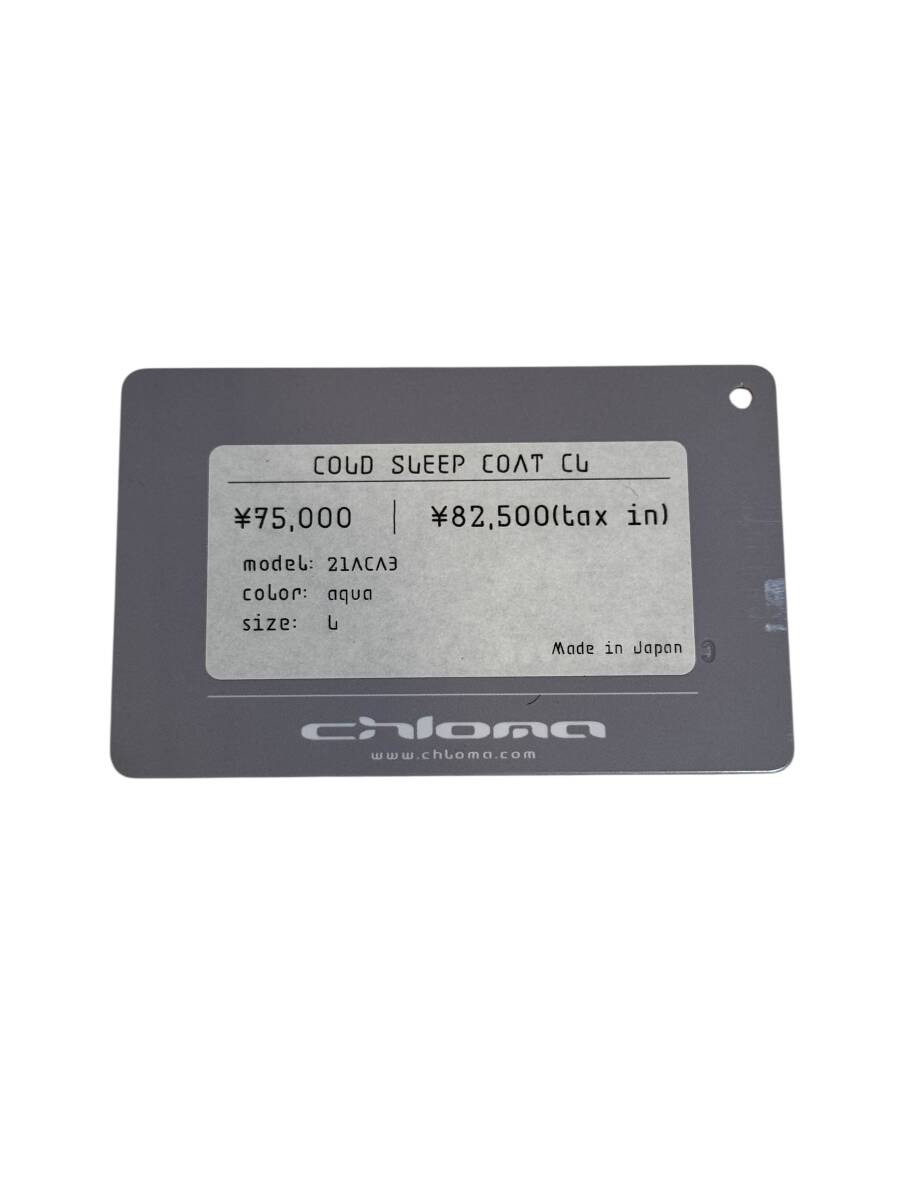 COLD SLEEP COAT CL
¥75,000 | ¥82,500(tax in)
model: 21ACA3
color: aqua
size: L
Made in Japan
chloma
www.chloma.com